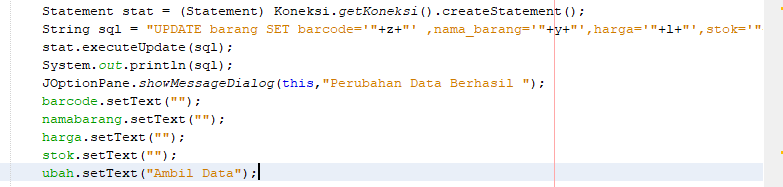 Statement stat = (Statement) Koneksi.getKoneksi().createStatement();
String sql = "UPDATE barang SET barcode='"+z+"' ,nama_barang='"+y+"',harga='"+l+"',stok='"
stat.executeUpdate(sql);
System.out.println(sql);
JOptionPane.showMessageDialog(this,"Perubahan Data Berhasil ");
barcode.setText("");
namabarang.setText("");
harga.setText("");
stok.setText("");
ubah.setText("Ambil Data");